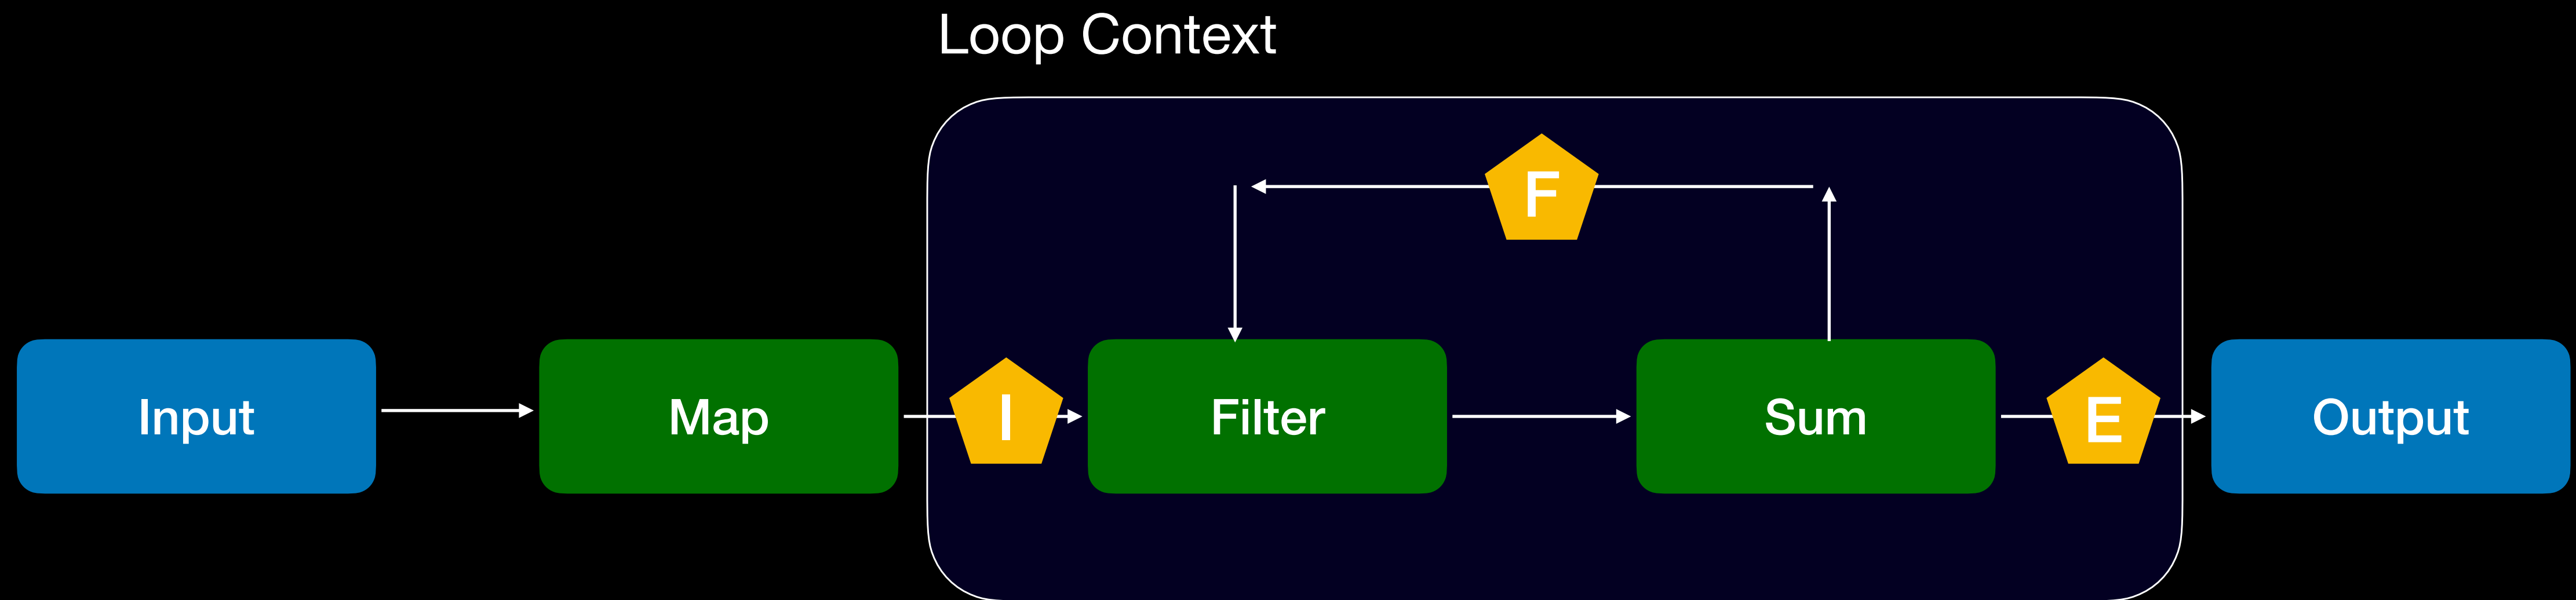 Loop Context
F
Input
Map
I
Filter
Sum
E
Output